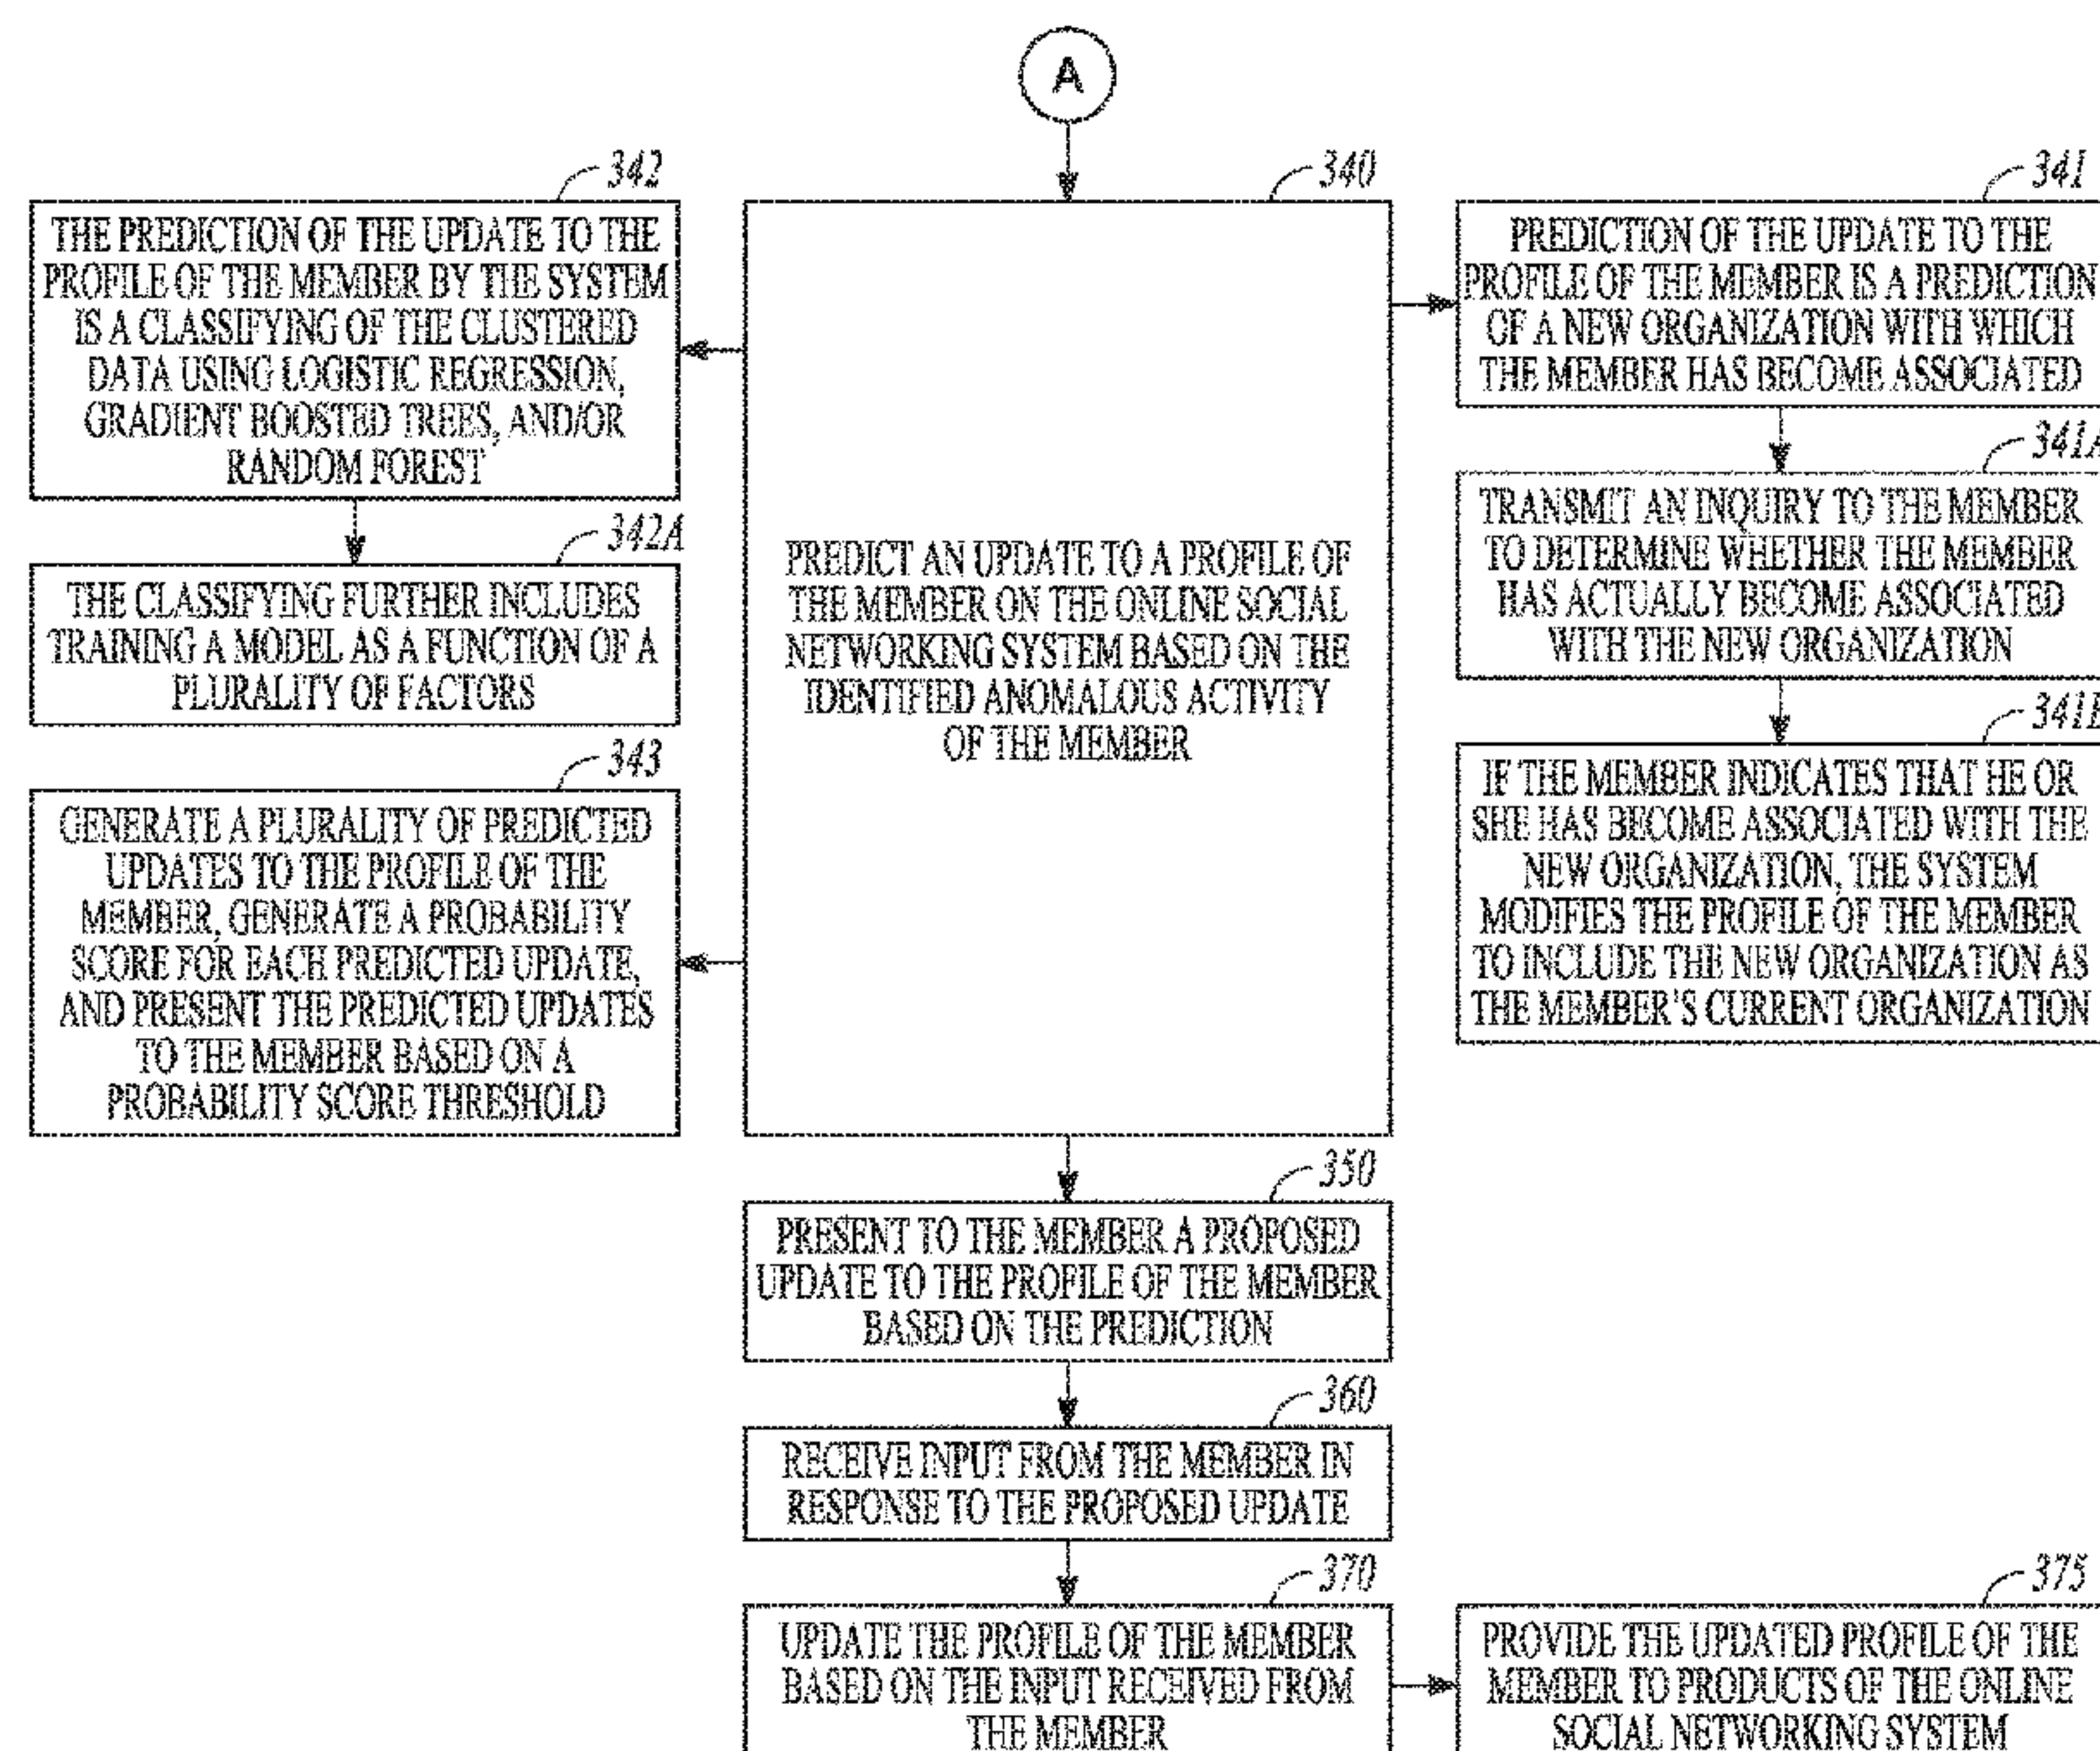 A
342
THE PREDICTION OF THE UPDATE TO THE
PROFILE OF THE MEMBER BY THE SYSTEM
IS A CLASSIFYING OF THE CLUSTERED
DATA USING LOGISTIC REGRESSION,
GRADIENT BOOSTED TREES, AND/OR
RANDOM FOREST
342A
THE CLASSIFYING FURTHER INCLUDES
TRAINING A MODEL AS A FUNCTION OF A
PLURALITY OF FACTORS
343
GENERATE A PLURALITY OF PREDICTED
UPDATES TO THE PROFILE OF THE
MEMBER, GENERATE A PROBABILITY
SCORE FOR EACH PREDICTED UPDATE,
AND PRESENT THE PREDICTED UPDATES
TO THE MEMBER BASED ON A
PROBABILITY SCORE THRESHOLD
340
PREDICT AN UPDATE TO A PROFILE OF
THE MEMBER ON THE ONLINE SOCIAL
NETWORKING SYSTEM BASED ON THE
IDENTIFIED ANOMALOUS ACTIVITY
OF THE MEMBER
341
PREDICTION OF THE UPDATE TO THE
PROFILE OF THE MEMBER IS A PREDICTION
OF A NEW ORGANIZATION WITH WHICH
THE MEMBER HAS BECOME ASSOCIATED
341A
TRANSMIT AN INQUIRY TO THE MEMBER
TO DETERMINE WHETHER THE MEMBER
HAS ACTUALLY BECOME ASSOCIATED
WITH THE NEW ORGANIZATION
341B
IF THE MEMBER INDICATES THAT HE OR
SHE HAS BECOME ASSOCIATED WITH THE
NEW ORGANIZATION, THE SYSTEM
MODIFIES THE PROFILE OF THE MEMBER
TO INCLUDE THE NEW ORGANIZATION AS
THE MEMBER'S CURRENT ORGANIZATION
350
PRESENT TO THE MEMBER A PROPOSED
UPDATE TO THE PROFILE OF THE MEMBER
BASED ON THE PREDICTION
360
RECEIVE INPUT FROM THE MEMBER IN
RESPONSE TO THE PROPOSED UPDATE
370
UPDATE THE PROFILE OF THE MEMBER
BASED ON THE INPUT RECEIVED FROM
THE MEMBER
375
PROVIDE THE UPDATED PROFILE OF THE
MEMBER TO PRODUCTS OF THE ONLINE
SOCIAL NETWORKING SYSTEM